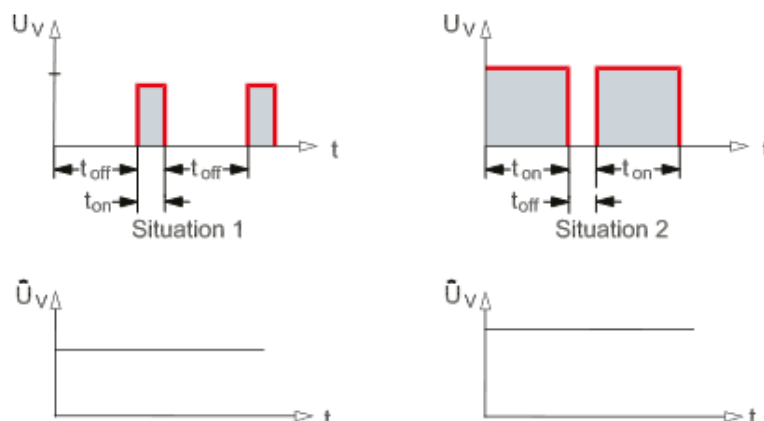 U_V
t
t_off t_off
t_on
Situation 1
U_V
t
t_on t_on
t_off
Situation 2
Û_V
t
Û_V
t